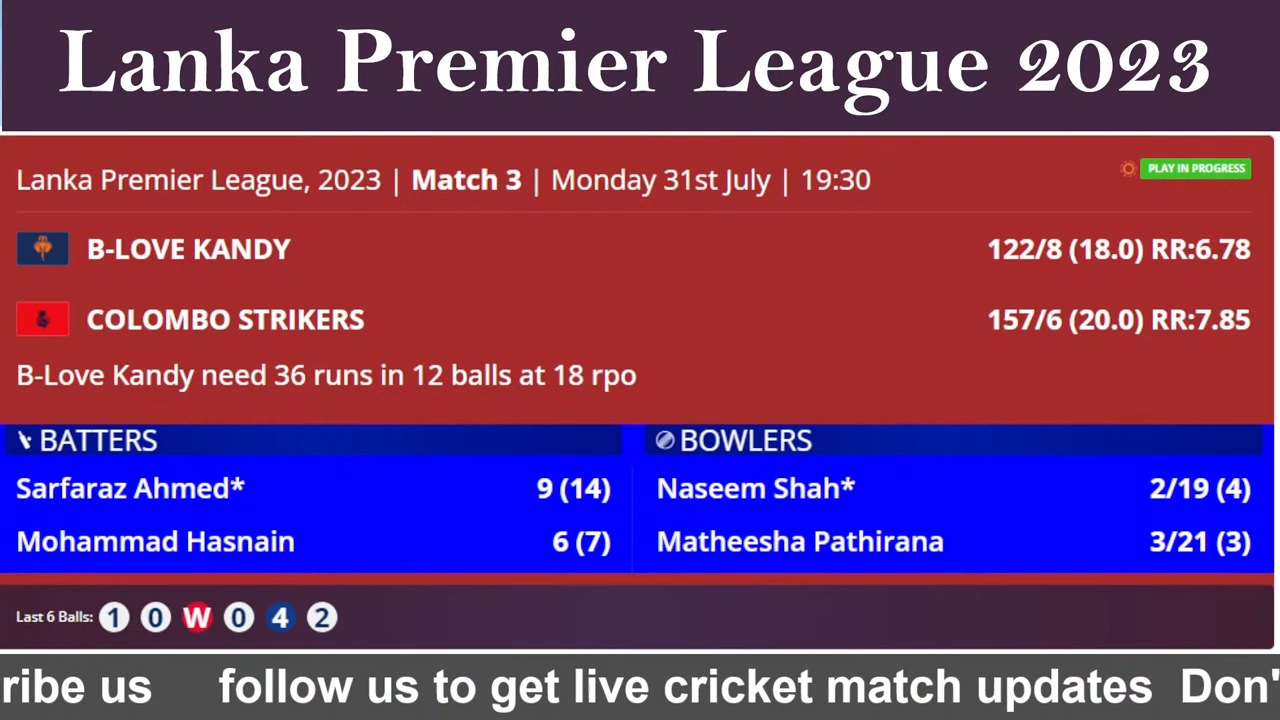 Lanka Premier League 2023
Lanka Premier League, 2023 | Match 3 | Monday 31st July | 19:30
PLAY IN PROGRESS
B-LOVE KANDY 122/8 (18.0) RR:6.78
COLOMBO STRIKERS 157/6 (20.0) RR:7.85
B-Love Kandy need 36 runs in 12 balls at 18 rpo
BATTERS
Sarfaraz Ahmed* 9 (14)
Mohammad Hasnain 6 (7)
BOWLERS
Naseem Shah* 2/19 (4)
Matheesha Pathirana 3/21 (3)
Last 6 Balls: 1 0 W 0 4 2
ribe us follow us to get live cricket match updates Don'